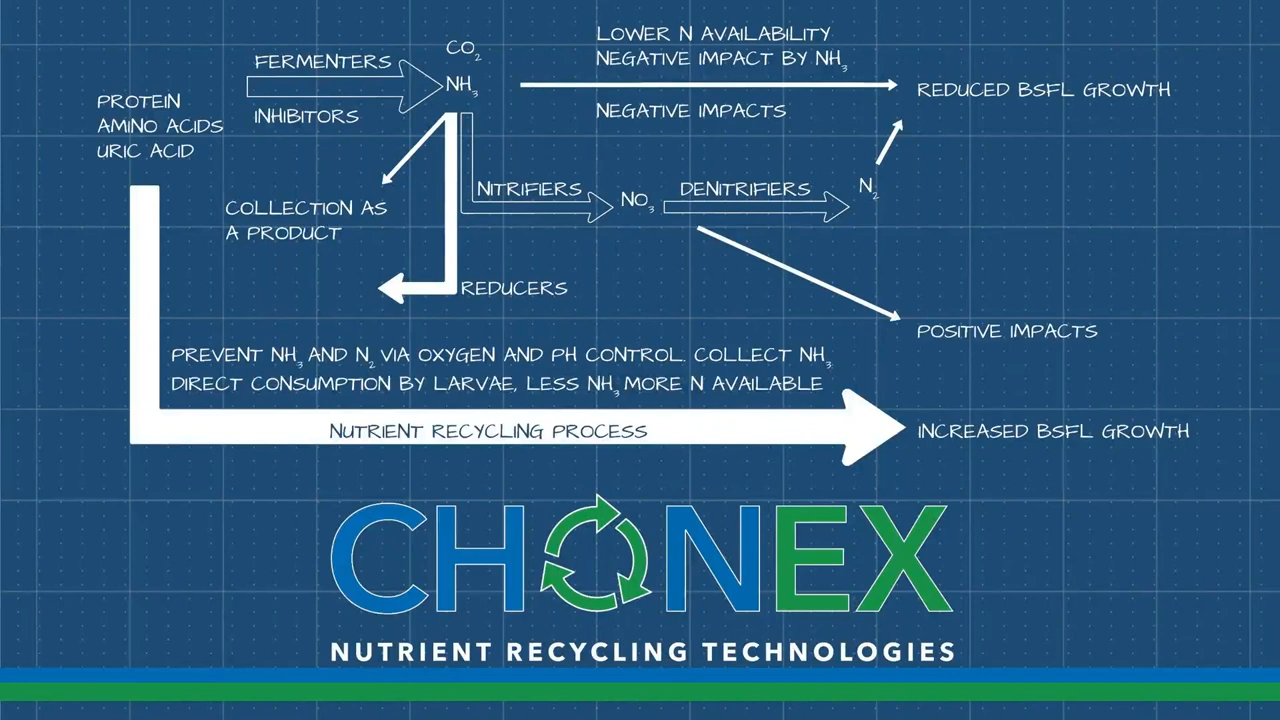 PROTEIN
AMINO ACIDS
URIC ACID
FERMENTERS
INHIBITORS
CO₂
NH₃
LOWER N AVAILABILITY
NEGATIVE IMPACT BY NH₃
NEGATIVE IMPACTS
REDUCED BSFL GROWTH
COLLECTION AS
A PRODUCT
NITRIFIERS
NO₃
DENITRIFIERS
N₂
REDUCERS
POSITIVE IMPACTS
PREVENT NH₃ AND N₂ VIA OXYGEN AND PH CONTROL. COLLECT NH₃.
DIRECT CONSUMPTION BY LARVAE, LESS NH₃ MORE N AVAILABLE
NUTRIENT RECYCLING PROCESS
INCREASED BSFL GROWTH
CHONEX
NUTRIENT RECYCLING TECHNOLOGIES